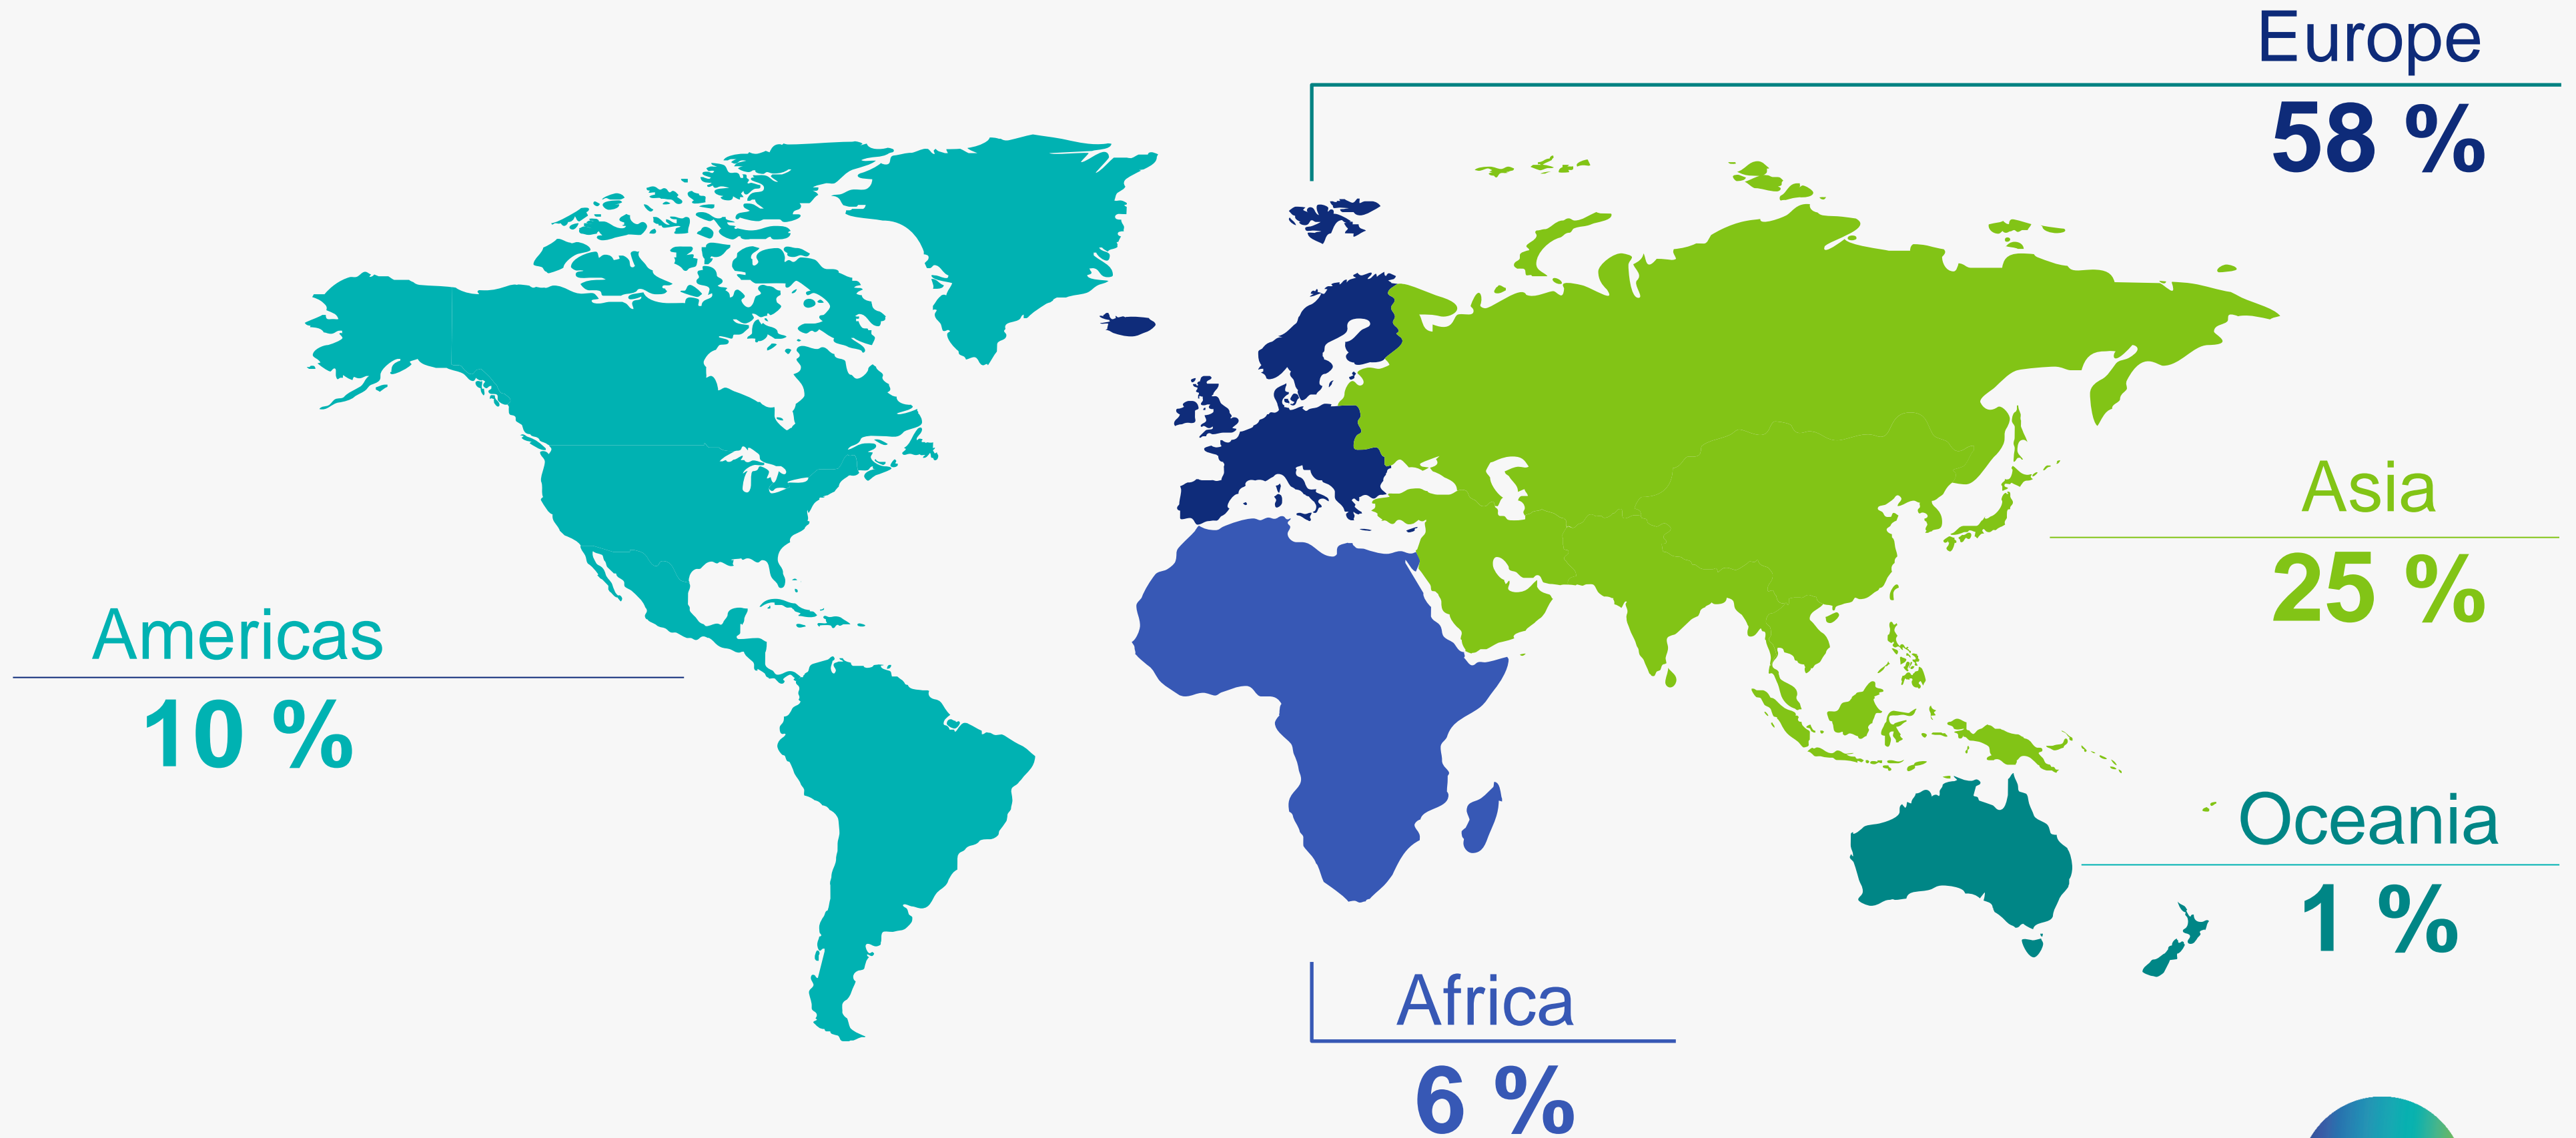 Europe
58 %
Asia
25 %
Americas
10 %
Oceania
1 %
Africa
6 %